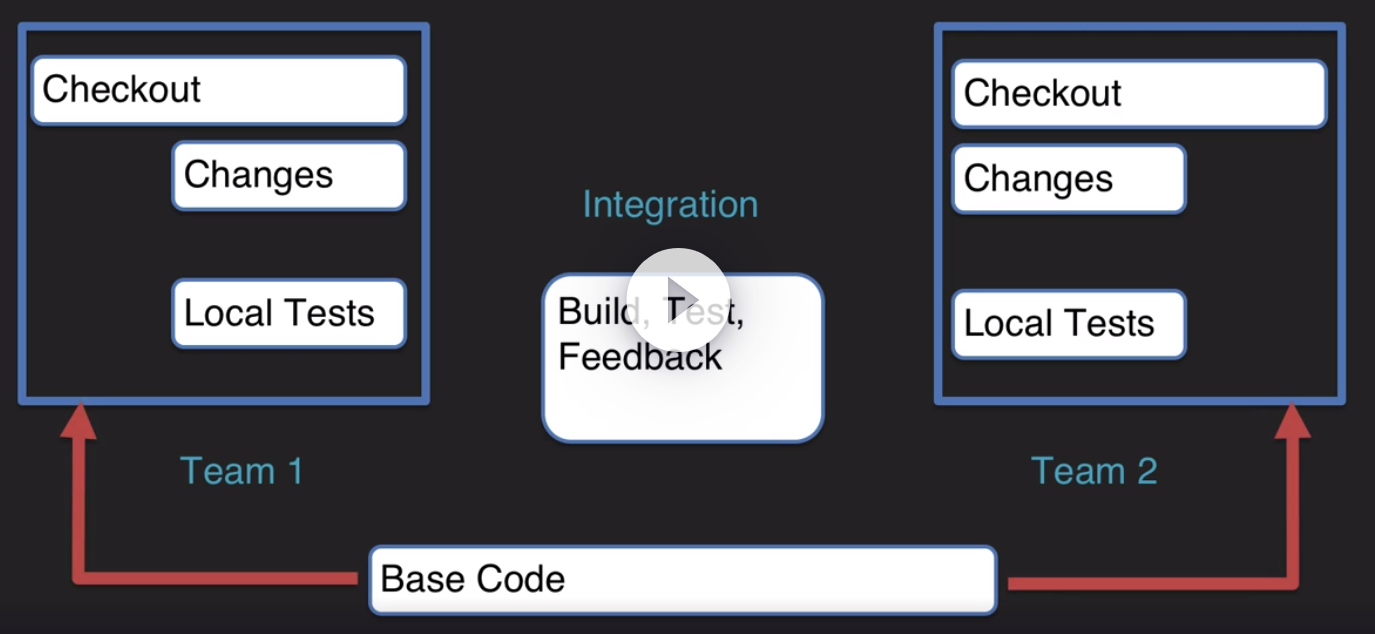 Checkout
Changes
Local Tests
Team 1
Integration
Build, Test,
Feedback
Checkout
Changes
Local Tests
Team 2
Base Code